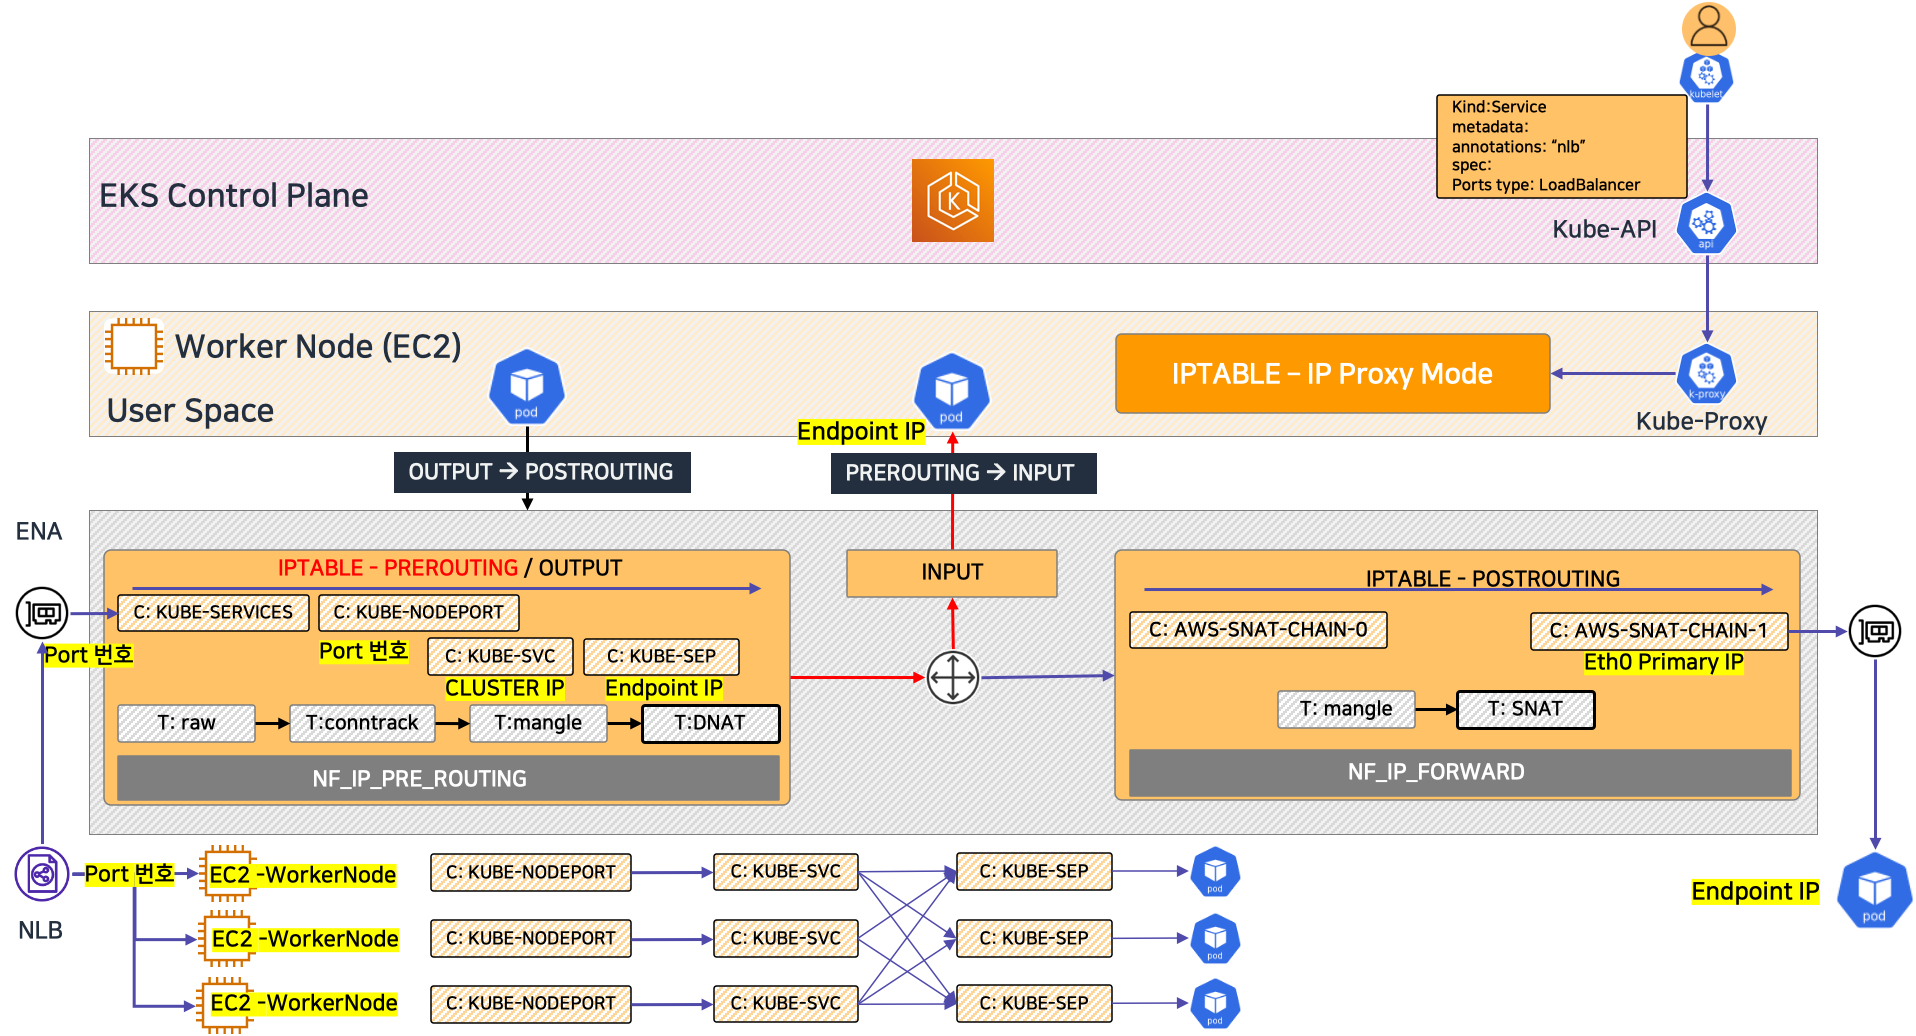 kubelet
Kind:Service
metadata:
annotations: “nlb”
spec:
Ports type: LoadBalancer
EKS Control Plane
K
Kube-API
api
Worker Node (EC2)
User Space
pod
pod
Endpoint IP
IPTABLE – IP Proxy Mode
k-proxy
Kube-Proxy
OUTPUT → POSTROUTING
PREROUTING → INPUT
ENA
IPTABLE - PREROUTING / OUTPUT
C: KUBE-SERVICES
C: KUBE-NODEPORT
Port 번호
Port 번호
C: KUBE-SVC
C: KUBE-SEP
CLUSTER IP
Endpoint IP
T: raw
T:conntrack
T:mangle
T:DNAT
NF_IP_PRE_ROUTING
INPUT
IPTABLE - POSTROUTING
C: AWS-SNAT-CHAIN-0
C: AWS-SNAT-CHAIN-1
Eth0 Primary IP
T: mangle
T: SNAT
NF_IP_FORWARD
NLB
Port 번호
EC2 -WorkerNode
C: KUBE-NODEPORT
C: KUBE-SVC
C: KUBE-SEP
pod
EC2 -WorkerNode
C: KUBE-NODEPORT
C: KUBE-SVC
C: KUBE-SEP
pod
EC2 -WorkerNode
C: KUBE-NODEPORT
C: KUBE-SVC
C: KUBE-SEP
pod
Endpoint IP
pod